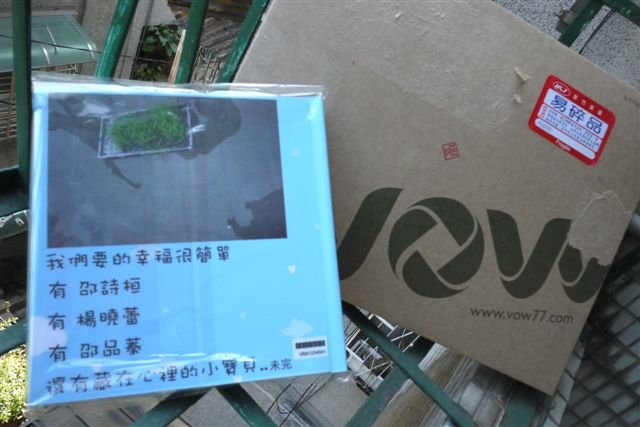 我們要的幸福很簡單
有 邵詩桓
有 楊曉蕾
有 邵品蓁
還有藏在心裡的小寶貝..未完
易碎品
Fragile
VOW
www.vow77.com